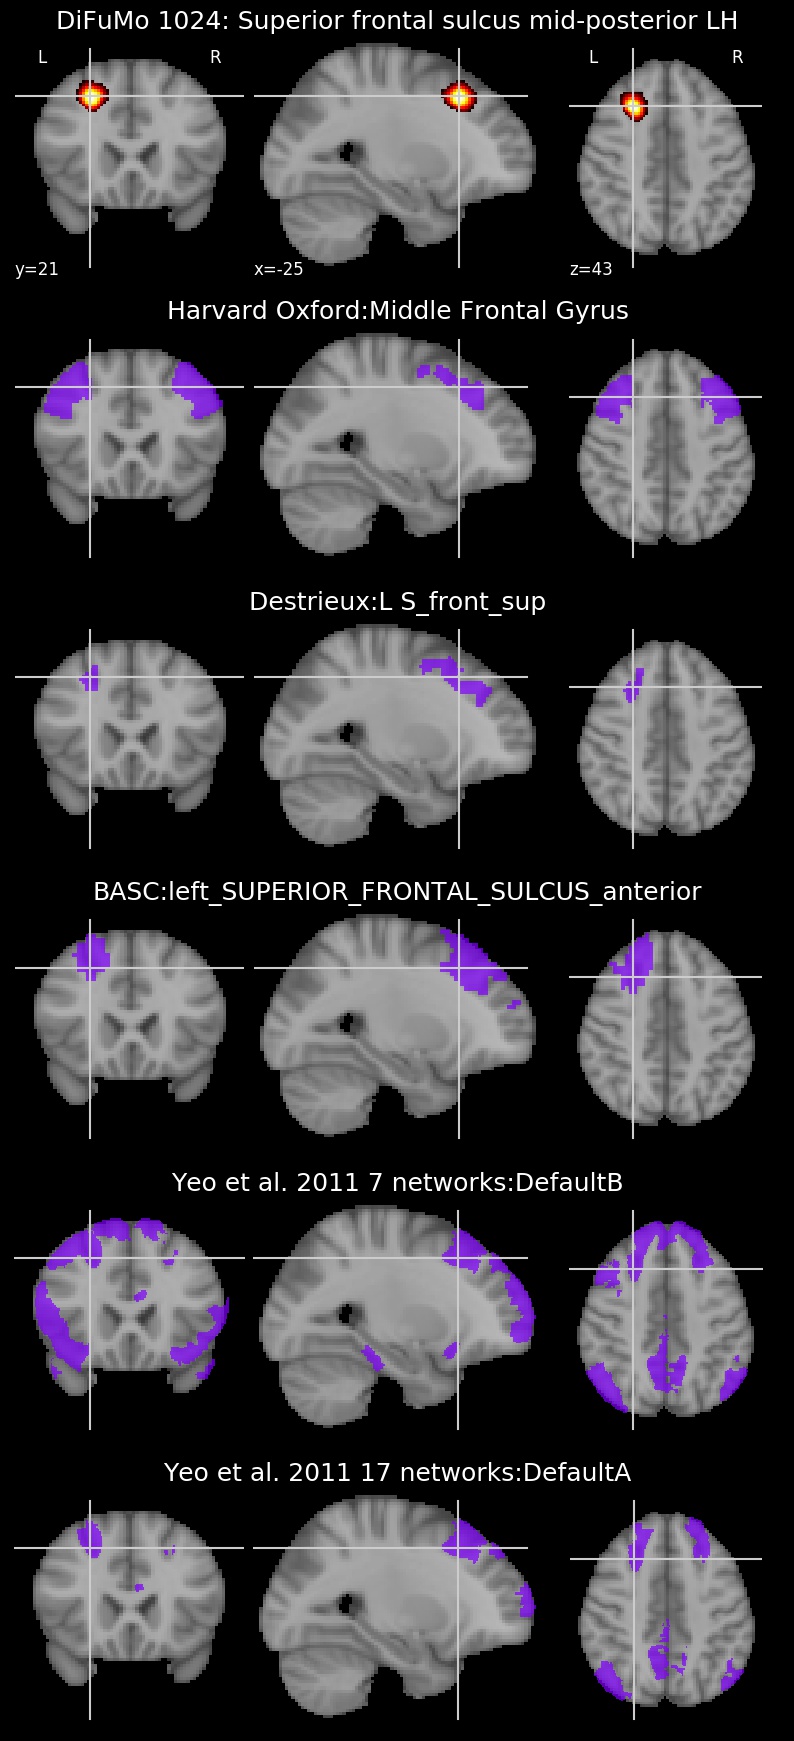 DiFuMo 1024: Superior frontal sulcus mid-posterior LH
L R L R
y=21 x=-25 z=43
Harvard Oxford:Middle Frontal Gyrus
Destrieux:L S_front_sup
BASC:left_SUPERIOR_FRONTAL_SULCUS_anterior
Yeo et al. 2011 7 networks:DefaultB
Yeo et al. 2011 17 networks:DefaultA